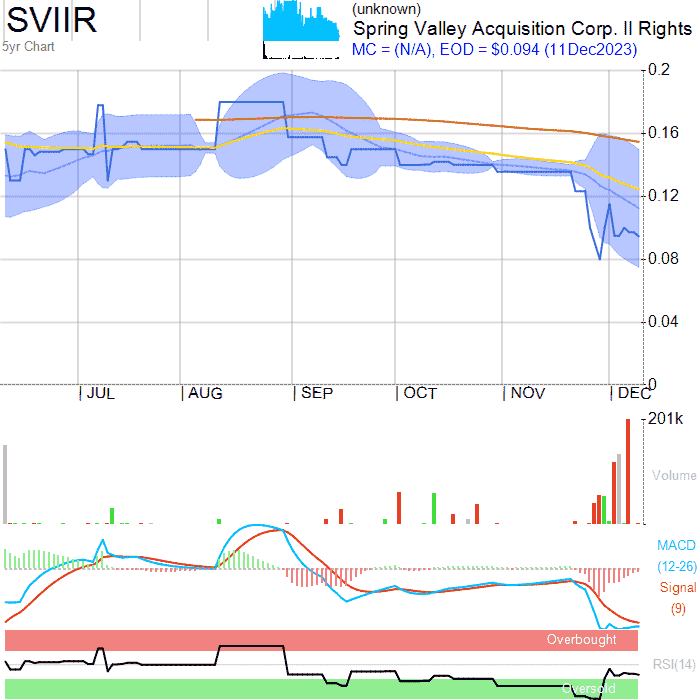 SVIIR
5yr Chart
(unknown)
Spring Valley Acquisition Corp. II Rights
MC = (N/A), EOD = $0.094 (11Dec2023)
0.2
0.16
0.12
0.08
0.04
0
JUL
AUG
SEP
OCT
NOV
DEC
201k
Volume
MACD
(12-26)
Signal
(9)
Overbought
RSI(14)
Oversold